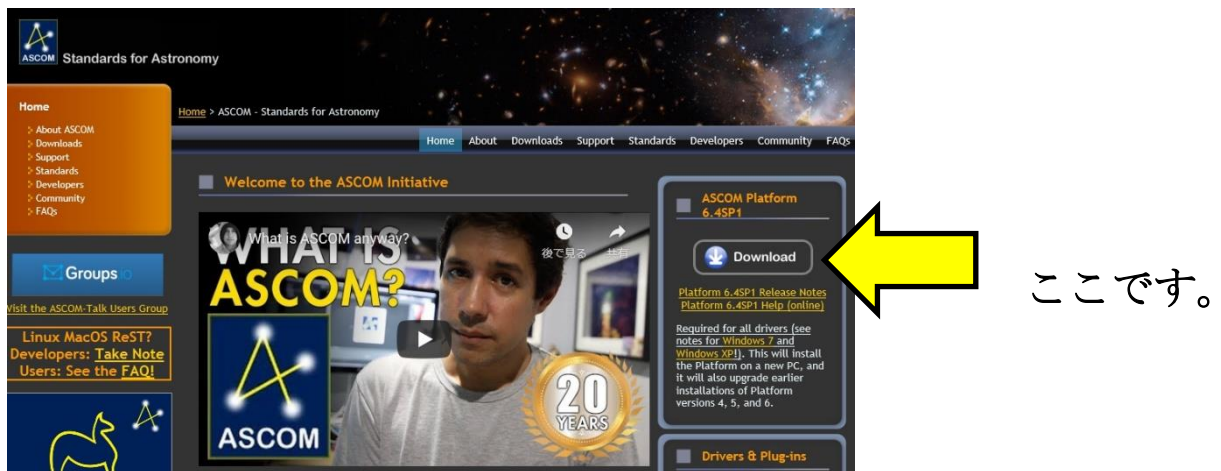 ASCOM
Standards for Astronomy
Home
About ASCOM
Downloads
Support
Standards
Developers
Community
FAQs
Home > ASCOM - Standards for Astronomy
Home About Downloads Support Standards Developers Community FAQs
Groups.io
Visit the ASCOM-Talk Users Group
Linux MacOS ReST?
Developers: Take Note
Users: See the FAQ!
Welcome to the ASCOM Initiative
What is ASCOM anyway?
後で見る
共有
WHAT IS
ASCOM?
ASCOM
20
YEARS
ASCOM Platform
6.4SP1
Download
Platform 6.4SP1 Release Notes
Platform 6.4SP1 Help (online)
Required for all drivers (see
notes for Windows 7 and
Windows XP!). This will install
the Platform on a new PC, and
it will also upgrade earlier
installations of Platform
versions 4, 5, and 6.
Drivers & Plug-ins
ここです。